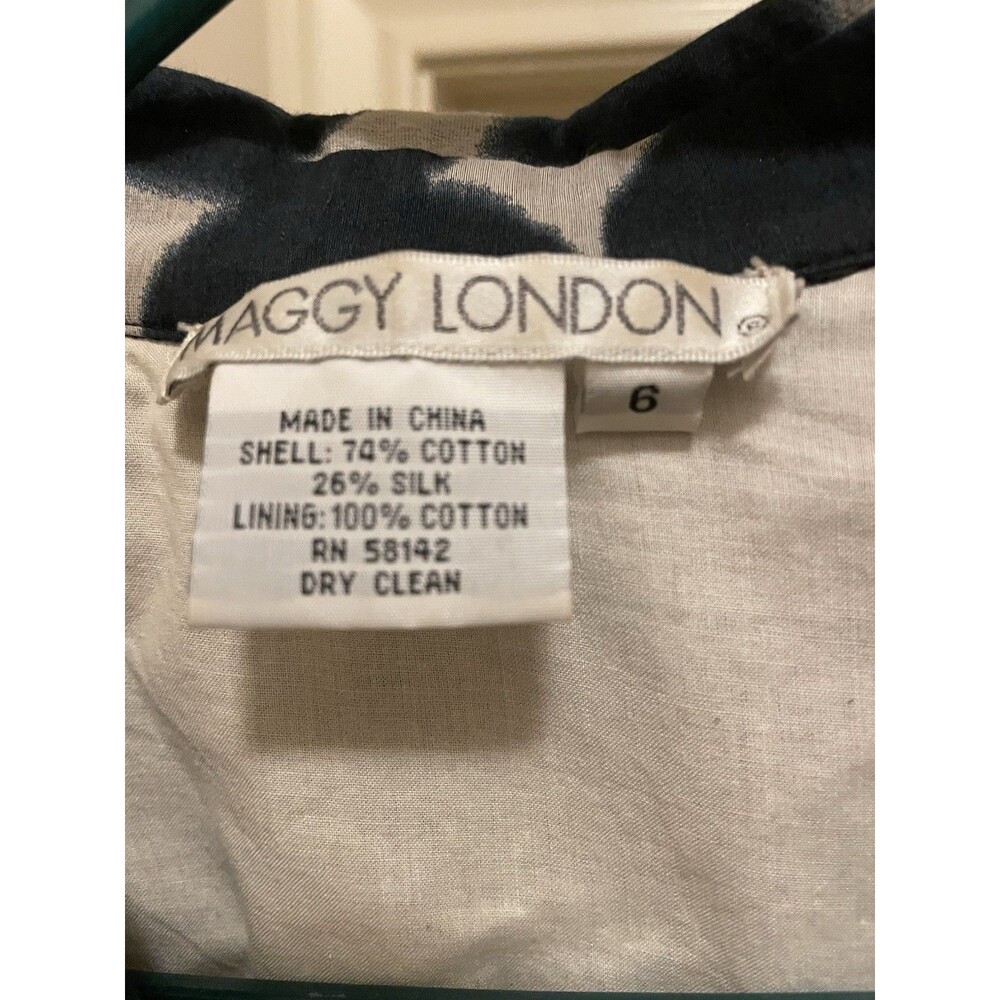 MAGGY LONDON ®
6
MADE IN CHINA
SHELL: 74% COTTON
26% SILK
LINING: 100% COTTON
RN 58142
DRY CLEAN